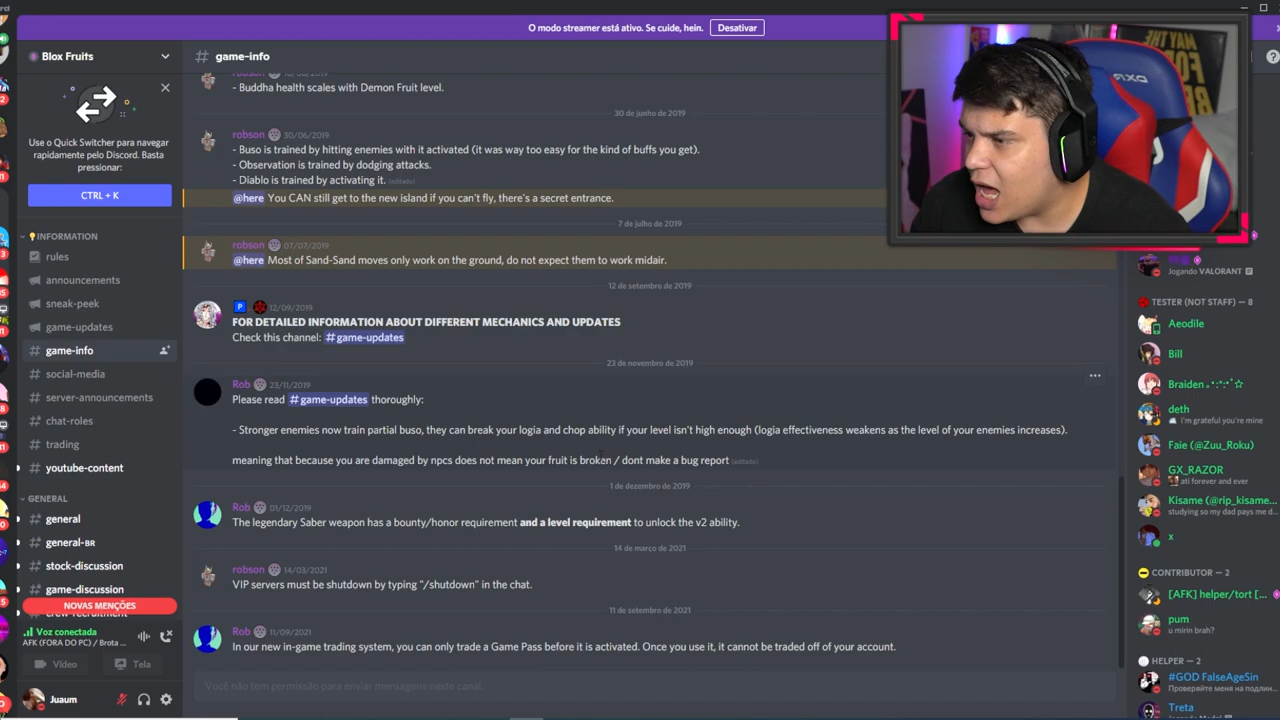 O modo streamer está ativo. Se cuide, hein. Desativar
Blox Fruits
Use o Quick Switcher para navegar
rapidamente pelo Discord. Basta
pressionar:
CTRL + K
INFORMATION
rules
announcements
sneak-peek
game-updates
game-info
social-media
server-announcements
chat-roles
trading
youtube-content
GENERAL
general
general-BR
stock-discussion
game-discussion
NOVAS MENÇÕES
Voz conectada
AFK (FORA DO PC) / Brota ...
Vídeo
Tela
Juaum
# game-info
- Buddha health scales with Demon Fruit level.
30 de junho de 2019
robson 30/06/2019
- Buso is trained by hitting enemies with it activated (it was way too easy for the kind of buffs you get).
- Observation is trained by dodging attacks.
- Diablo is trained by activating it. (editado)
@here You CAN still get to the new island if you can't fly, there's a secret entrance.
7 de julho de 2019
robson 07/07/2019
@here Most of Sand-Sand moves only work on the ground, do not expect them to work midair.
12 de setembro de 2019
P 12/09/2019
FOR DETAILED INFORMATION ABOUT DIFFERENT MECHANICS AND UPDATES
Check this channel: #game-updates
23 de novembro de 2019
Rob 23/11/2019
Please read #game-updates thoroughly:
- Stronger enemies now train partial buso, they can break your logia and chop ability if your level isn't high enough (logia effectiveness weakens as the level of your enemies increases).
meaning that because you are damaged by npcs does not mean your fruit is broken / dont make a bug report (editado)
1 de dezembro de 2019
Rob 01/12/2019
The legendary Saber weapon has a bounty/honor requirement and a level requirement to unlock the v2 ability.
14 de março de 2021
robson 14/03/2021
VIP servers must be shutdown by typing "/shutdown" in the chat.
11 de setembro de 2021
Rob 11/09/2021
In our new in-game trading system, you can only trade a Game Pass before it is activated. Once you use it, it cannot be traded off of your account.
Você não tem permissão para enviar mensagens neste canal.
MAY THE
FOR
AXO
Jogando VALORANT
TESTER (NOT STAFF) — 8
Aeodile
Bill
Braiden
deth
I'm grateful you're mine
Faie (@Zuu_Roku)
GX_RAZOR
ati forever and ever
Kisame (@rip_kisame...
studying so my dad pays me d...
x
CONTRIBUTOR — 2
[AFK] helper/tort [...
pum
u mirin brah?
HELPER — 2
#GOD FalseAgeSin
Проверяйте меня на подлин...
Treta